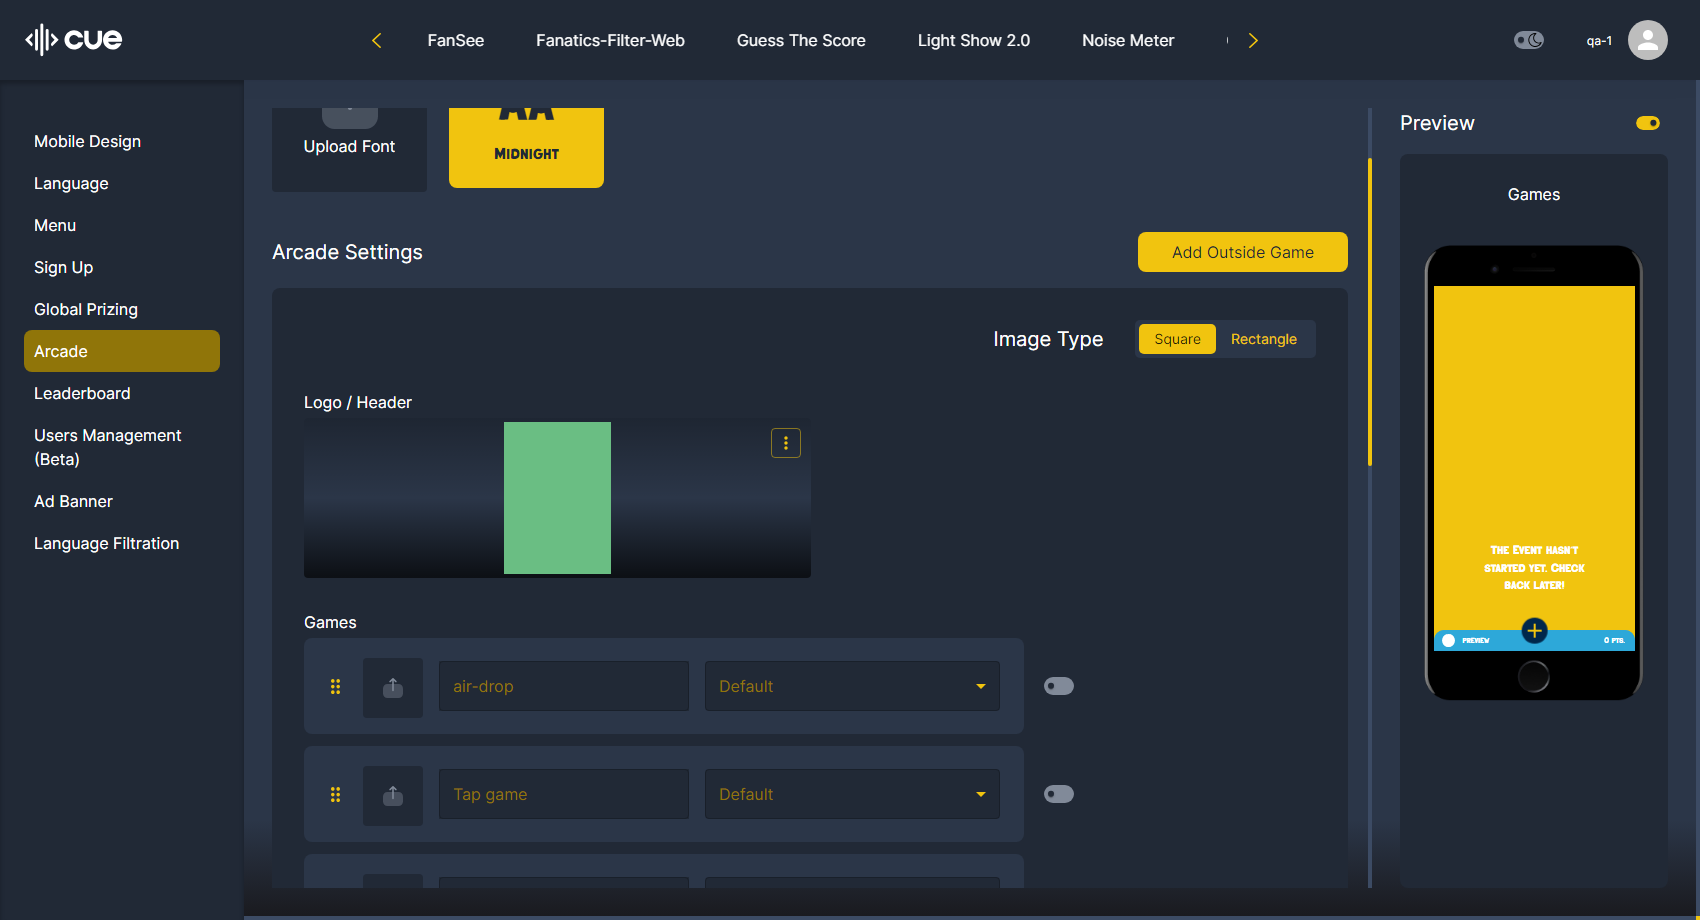 cue
FanSee
Fanatics-Filter-Web
Guess The Score
Light Show 2.0
Noise Meter
qa-1
Mobile Design
Language
Menu
Sign Up
Global Prizing
Arcade
Leaderboard
Users Management
(Beta)
Ad Banner
Language Filtration
Upload Font
AA
MIDNIGHT
Arcade Settings
Add Outside Game
Image Type
Square
Rectangle
Logo / Header
Games
air-drop
Default
Tap game
Default
Preview
Games
THE EVENT HASN'T
STARTED YET. CHECK
BACK LATER!
PREVIEW
0 PTS.